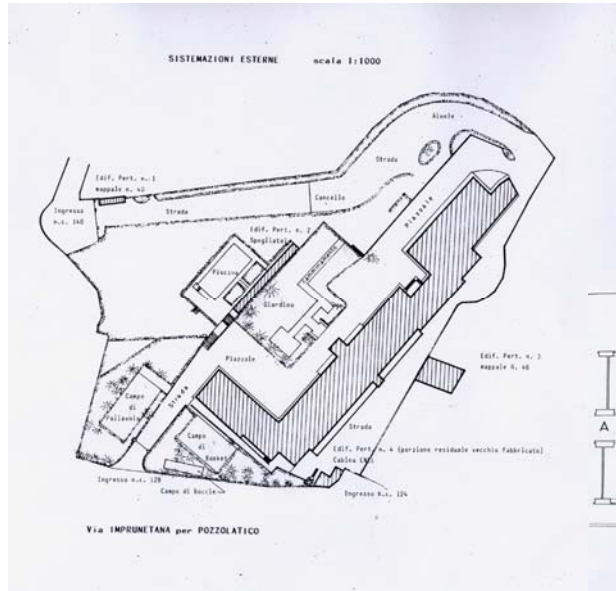 SISTEMAZIONI ESTERNE scala 1:1000
Aiuole
Strada
Edif. Pert. n. 1
mappale n. 42
Cancello
Piazzale
Ingresso
n.c. 140
Strada
Edif. Pert. n. 2
Spogliatoi
Camminamento
Piscina
Giardino
Edif. Pert. n. 3
mappale n. 46
Piazzale
Strada
Campo
di
Pallavolo
Strada
Campo
di
Basket
Edif. Pert. n. 4 (porzione residuale vecchio fabbricato)
Cabina ENEL
Ingresso n.c. 128
Campo di Bocce
Ingresso n.c. 124
Via IMPRUNETANA per POZZOLATICO
A